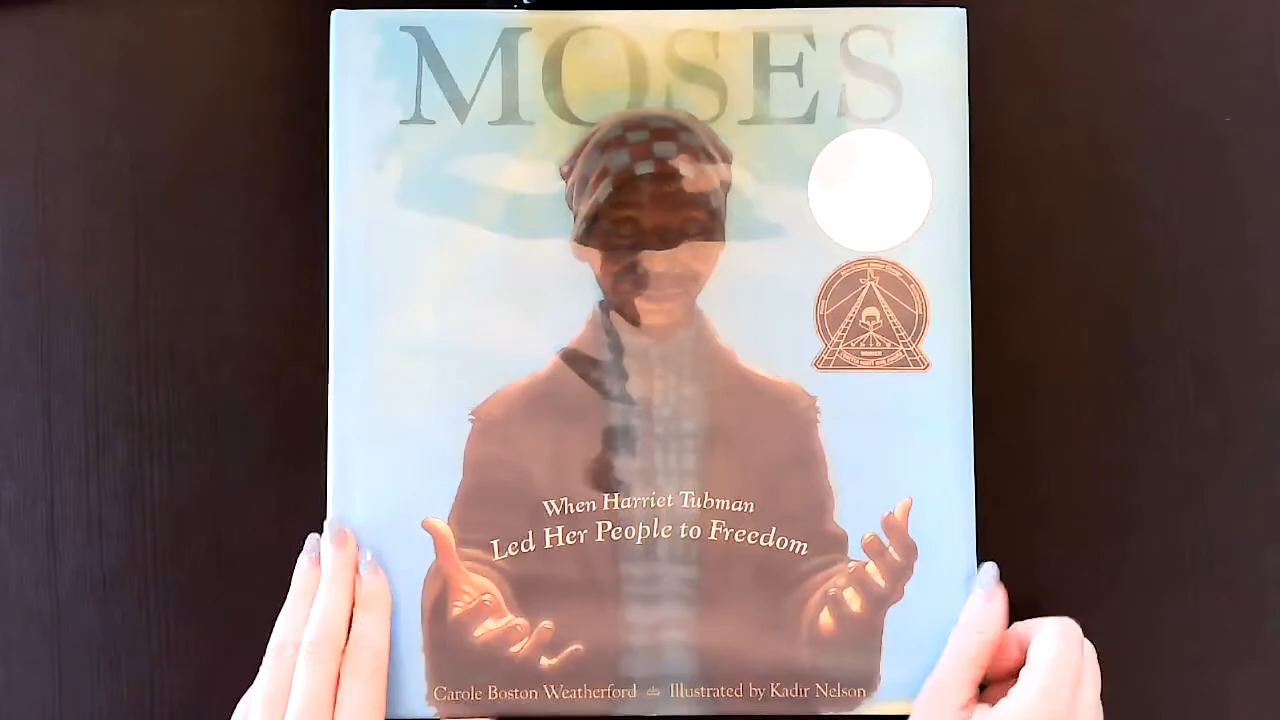 MOSES
When Harriet Tubman
Led Her People to Freedom
Carole Boston Weatherford Illustrated by Kadir Nelson